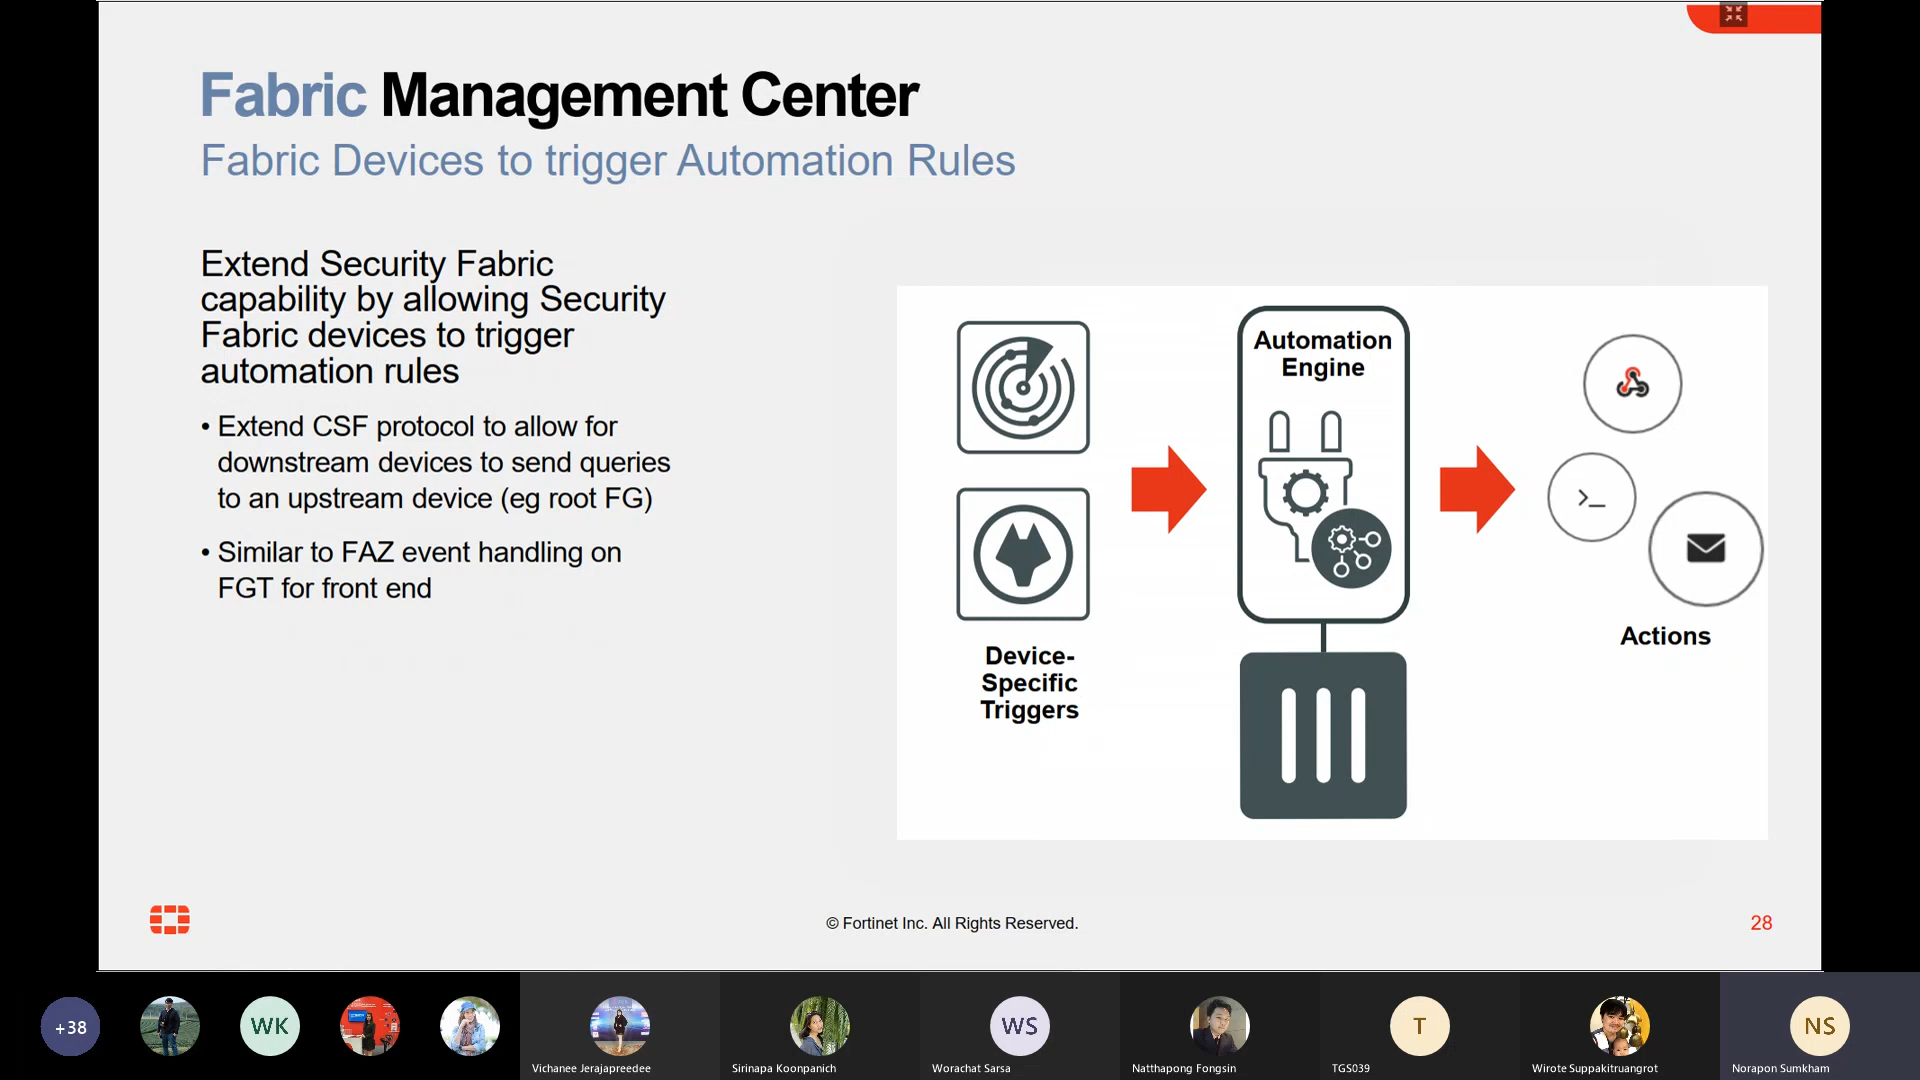 Fabric Management Center
Fabric Devices to trigger Automation Rules
Extend Security Fabric
capability by allowing Security
Fabric devices to trigger
automation rules
• Extend CSF protocol to allow for
downstream devices to send queries
to an upstream device (eg root FG)
• Similar to FAZ event handling on
FGT for front end
Device-
Specific
Triggers
Automation
Engine
Actions
© Fortinet Inc. All Rights Reserved.
28
+38
WK
Vichanee Jerajapreedee
Sirinapa Koonpanich
WS
Worachat Sarsa
Natthapong Fongsin
T
TGS039
Wirote Suppakitruangrot
NS
Norapon Sumkham